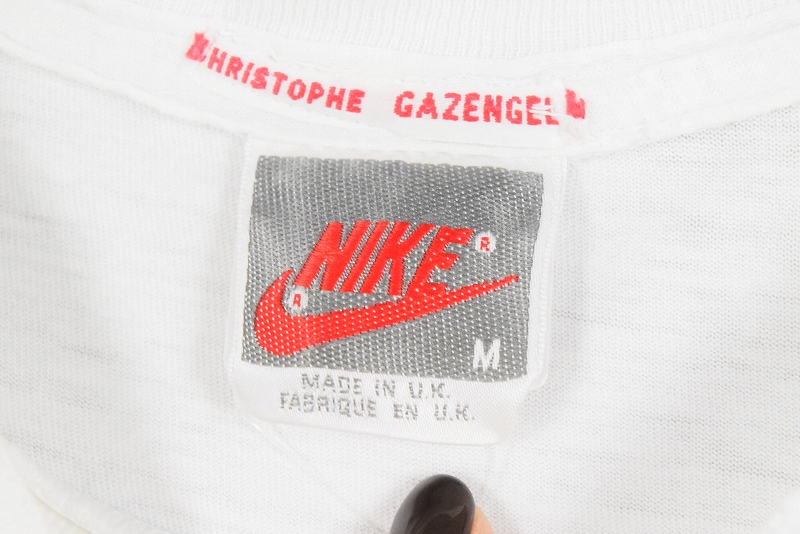 CHRISTOPHE GAZENGEL
NIKE ®
®
M
MADE IN U.K.
FABRIQUE EN U.K.